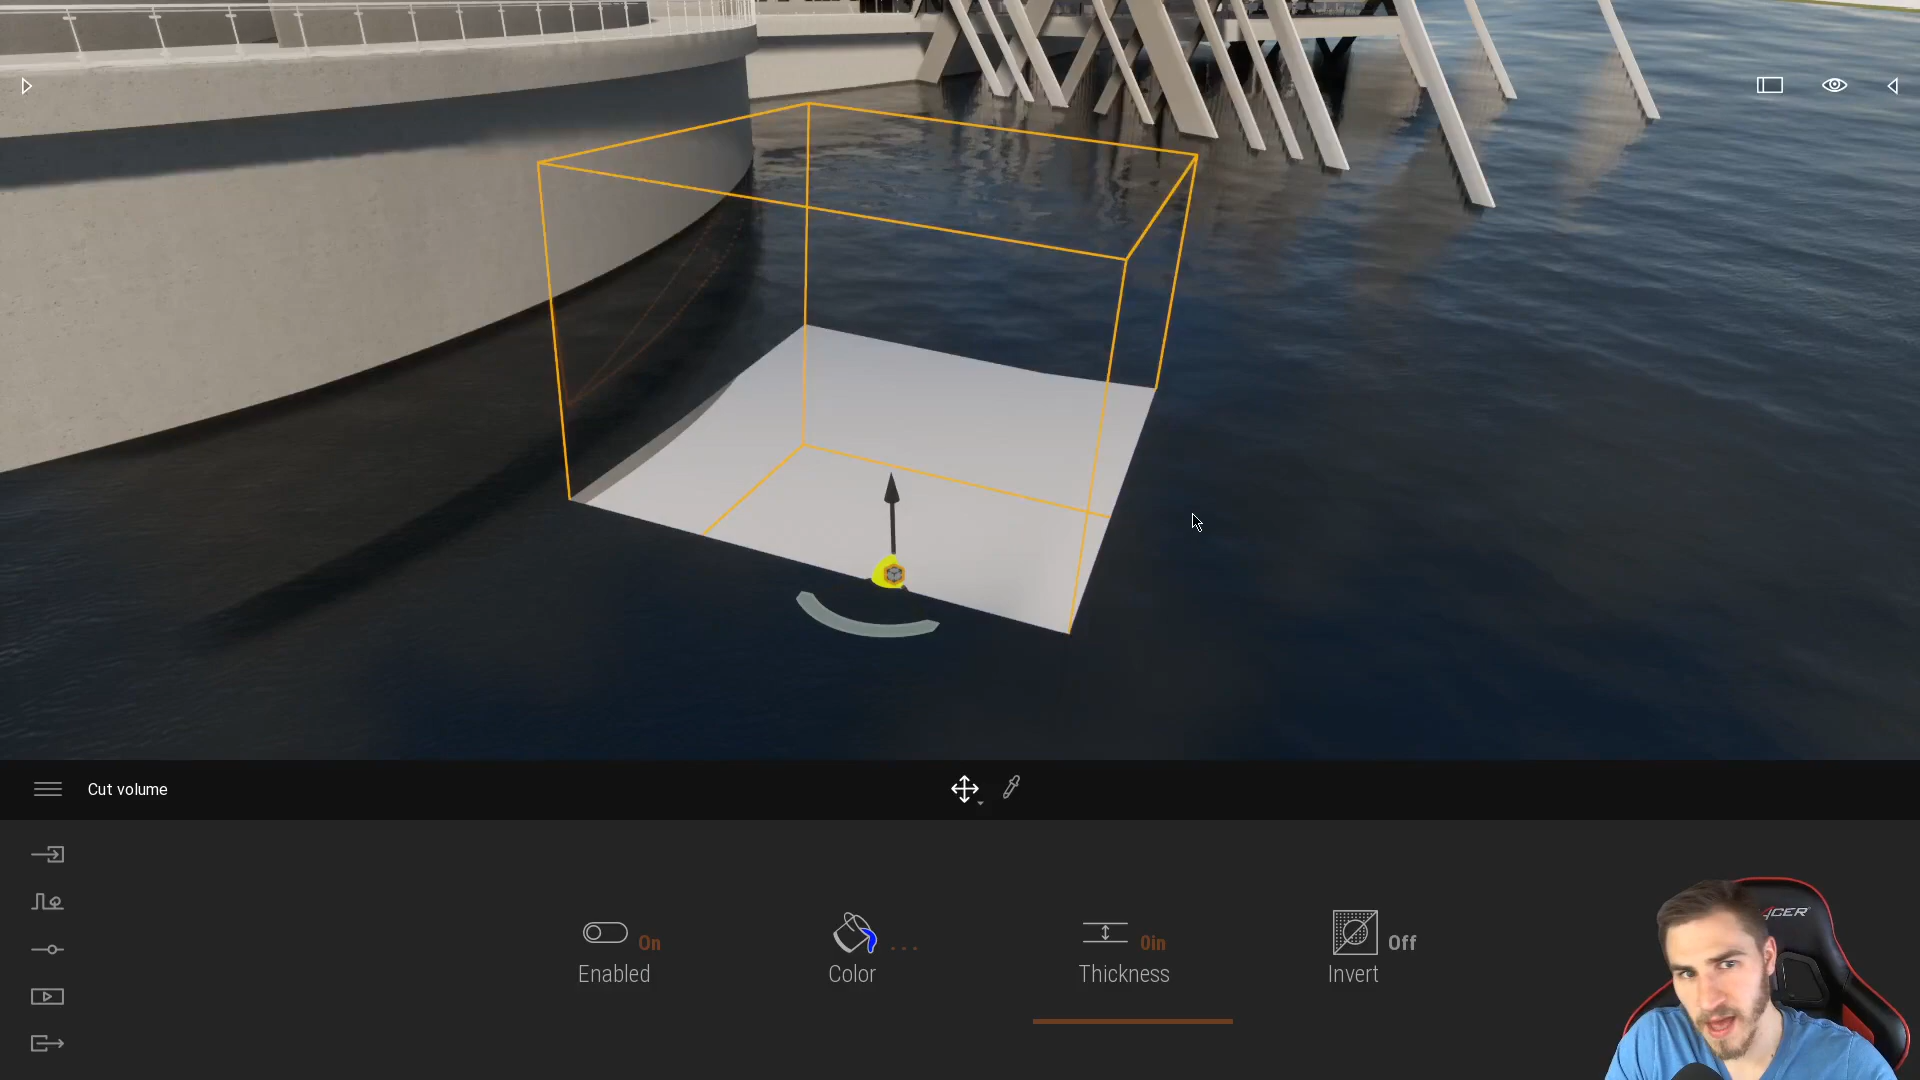 Cut volume
On
...
0in
Off
Enabled
Color
Thickness
Invert